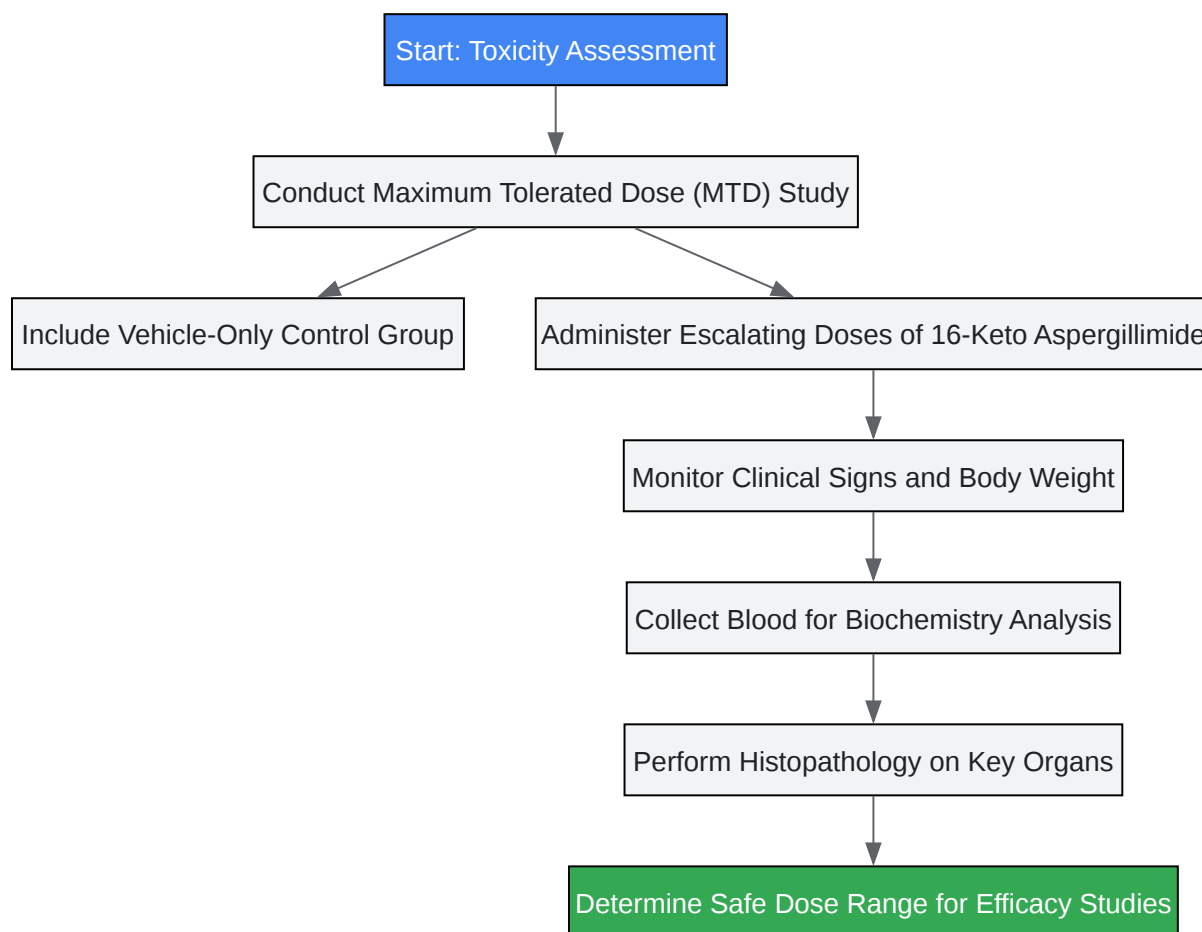 Start: Toxicity Assessment
Conduct Maximum Tolerated Dose (MTD) Study
Include Vehicle-Only Control Group
Administer Escalating Doses of 16-Keto Aspergillimide
Monitor Clinical Signs and Body Weight
Collect Blood for Biochemistry Analysis
Perform Histopathology on Key Organs
Determine Safe Dose Range for Efficacy Studies